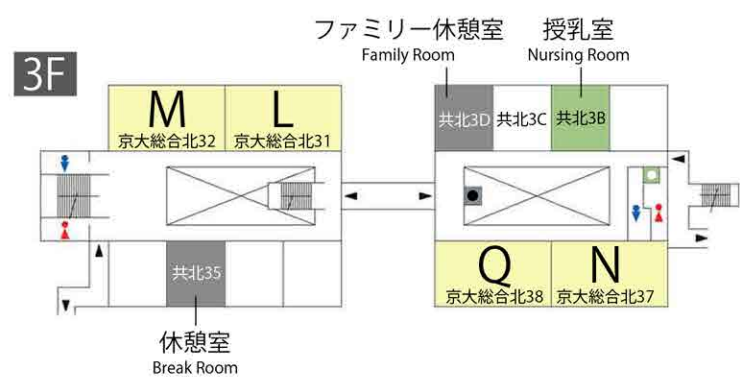 3F
ファミリー休憩室
Family Room
授乳室
Nursing Room
M
京大総合北32
L
京大総合北31
共北3D
共北3C
共北3B
共北35
Q
京大総合北38
N
京大総合北37
休憩室
Break Room